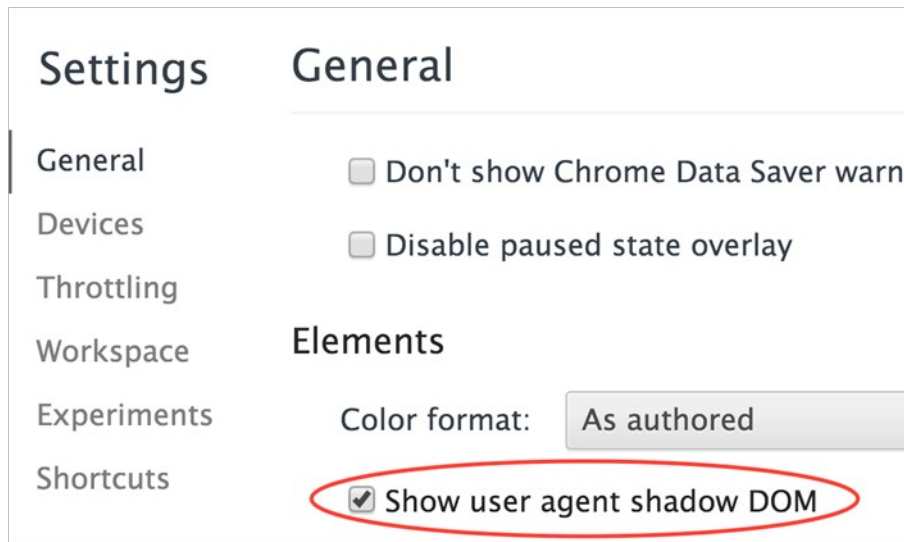 Settings
General
Devices
Throttling
Workspace
Experiments
Shortcuts
General
Don't show Chrome Data Saver warn
Disable paused state overlay
Elements
Color format: As authored
Show user agent shadow DOM